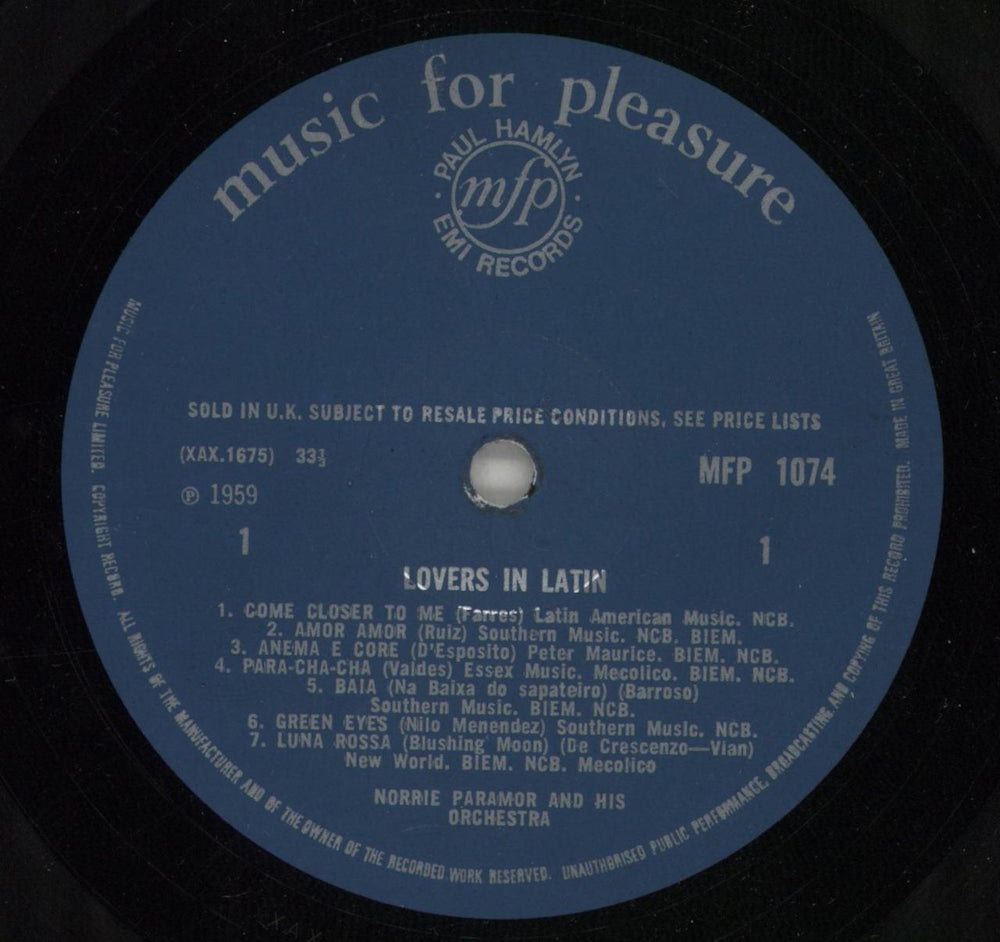 music for pleasure
PAUL HAMLYN
mfp
EMI RECORDS
SOLD IN U.K. SUBJECT TO RESALE PRICE CONDITIONS, SEE PRICE LISTS
(XAX.1675) 33⅓
MFP 1074
℗ 1959
1 1
LOVERS IN LATIN
1. COME CLOSER TO ME (Farres) Latin American Music. NCB.
2. AMOR AMOR (Ruiz) Southern Music. NCB. BIEM.
3. ANEMA E CORE (D'Esposito) Peter Maurice. BIEM. NCB.
4. PARA-CHA-CHA (Valdes) Essex Music. Mecolico. BIEM. NCB.
5. BAIA (Na Baixa do sapateiro) (Barroso)
Southern Music. BIEM. NCB.
6. GREEN EYES (Nilo Menendez) Southern Music. NCB.
7. LUNA ROSSA (Blushing Moon) (De Crescenzo—Vian)
New World. BIEM. NCB. Mecolico
NORRIE PARAMOR AND HIS
ORCHESTRA
MUSIC FOR PLEASURE LIMITED. COPYRIGHT RECORD. ALL RIGHTS OF THE MANUFACTURER AND OF THE OWNER OF THE RECORDED WORK RESERVED. UNAUTHORISED PUBLIC PERFORMANCE, BROADCASTING AND COPYING OF THIS RECORD PROHIBITED. MADE IN GREAT BRITAIN